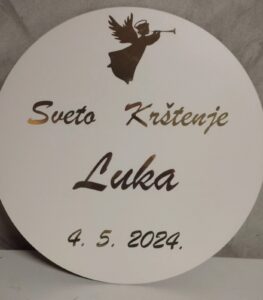 Sveto Krštenje
Luka
4. 5. 2024.